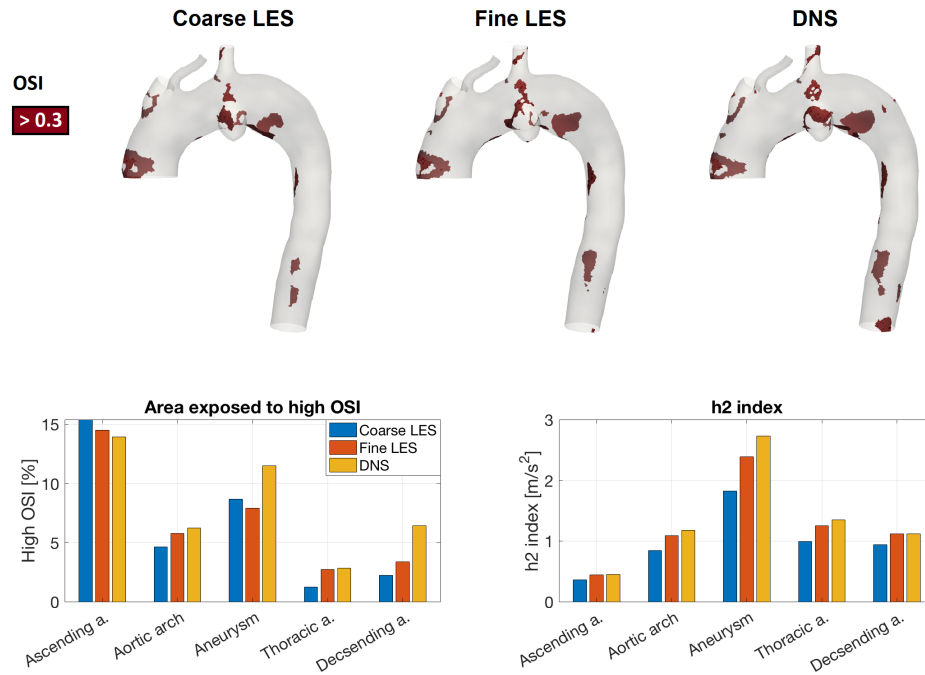 Coarse LES Fine LES DNS
OSI
> 0.3
Area exposed to high OSI
High OSI [%]
15
10
5
0
Coarse LES
Fine LES
DNS
Ascending a.
Aortic arch
Aneurysm
Thoracic a.
Decsending a.
h2 index
h2 index [m/s²]
3
2
1
0
Ascending a.
Aortic arch
Aneurysm
Thoracic a.
Decsending a.